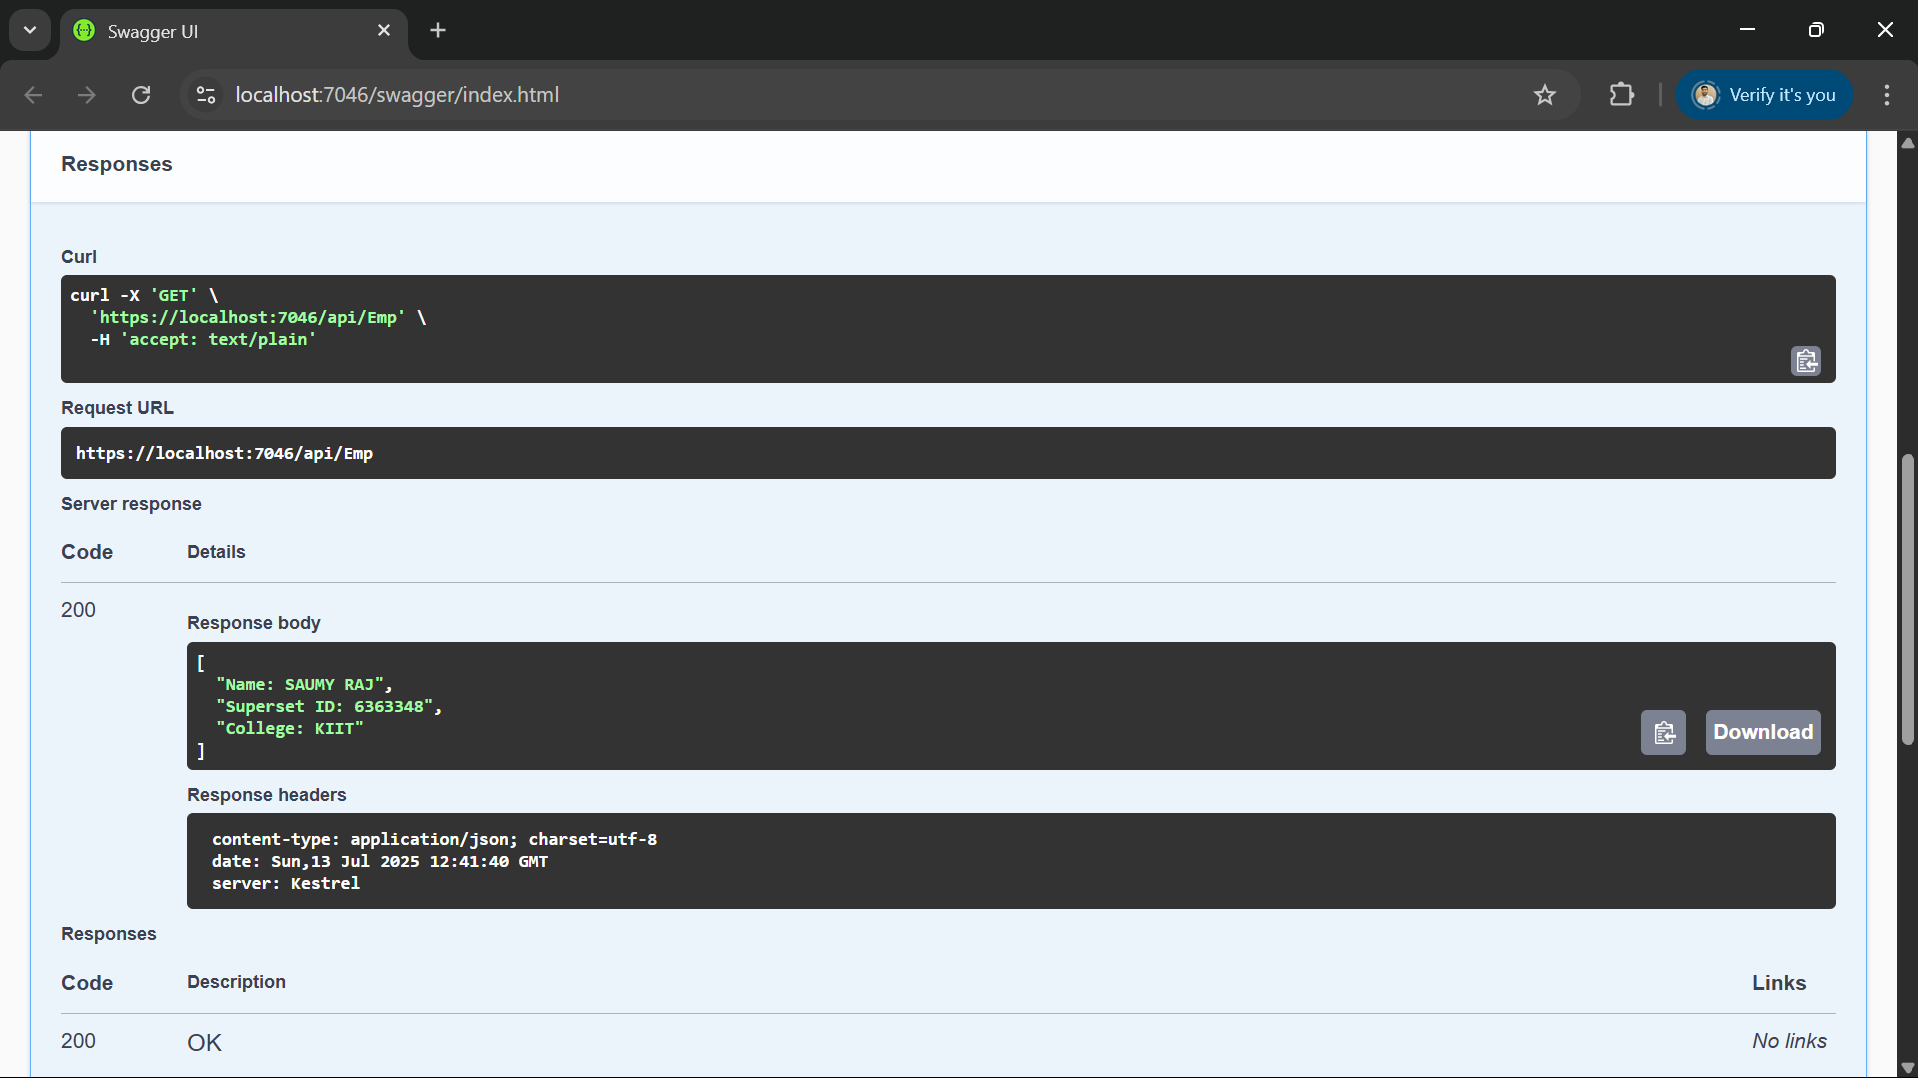 Swagger UI
localhost:7046/swagger/index.html
Verify it's you
Responses
Curl
curl -X 'GET' \
'https://localhost:7046/api/Emp' \
-H 'accept: text/plain'
Request URL
https://localhost:7046/api/Emp
Server response
Code Details
200
Response body
[
"Name: SAUMY RAJ",
"Superset ID: 6363348",
"College: KIIT"
]
Download
Response headers
content-type: application/json; charset=utf-8
date: Sun,13 Jul 2025 12:41:40 GMT
server: Kestrel
Responses
Code Description Links
200 OK No links